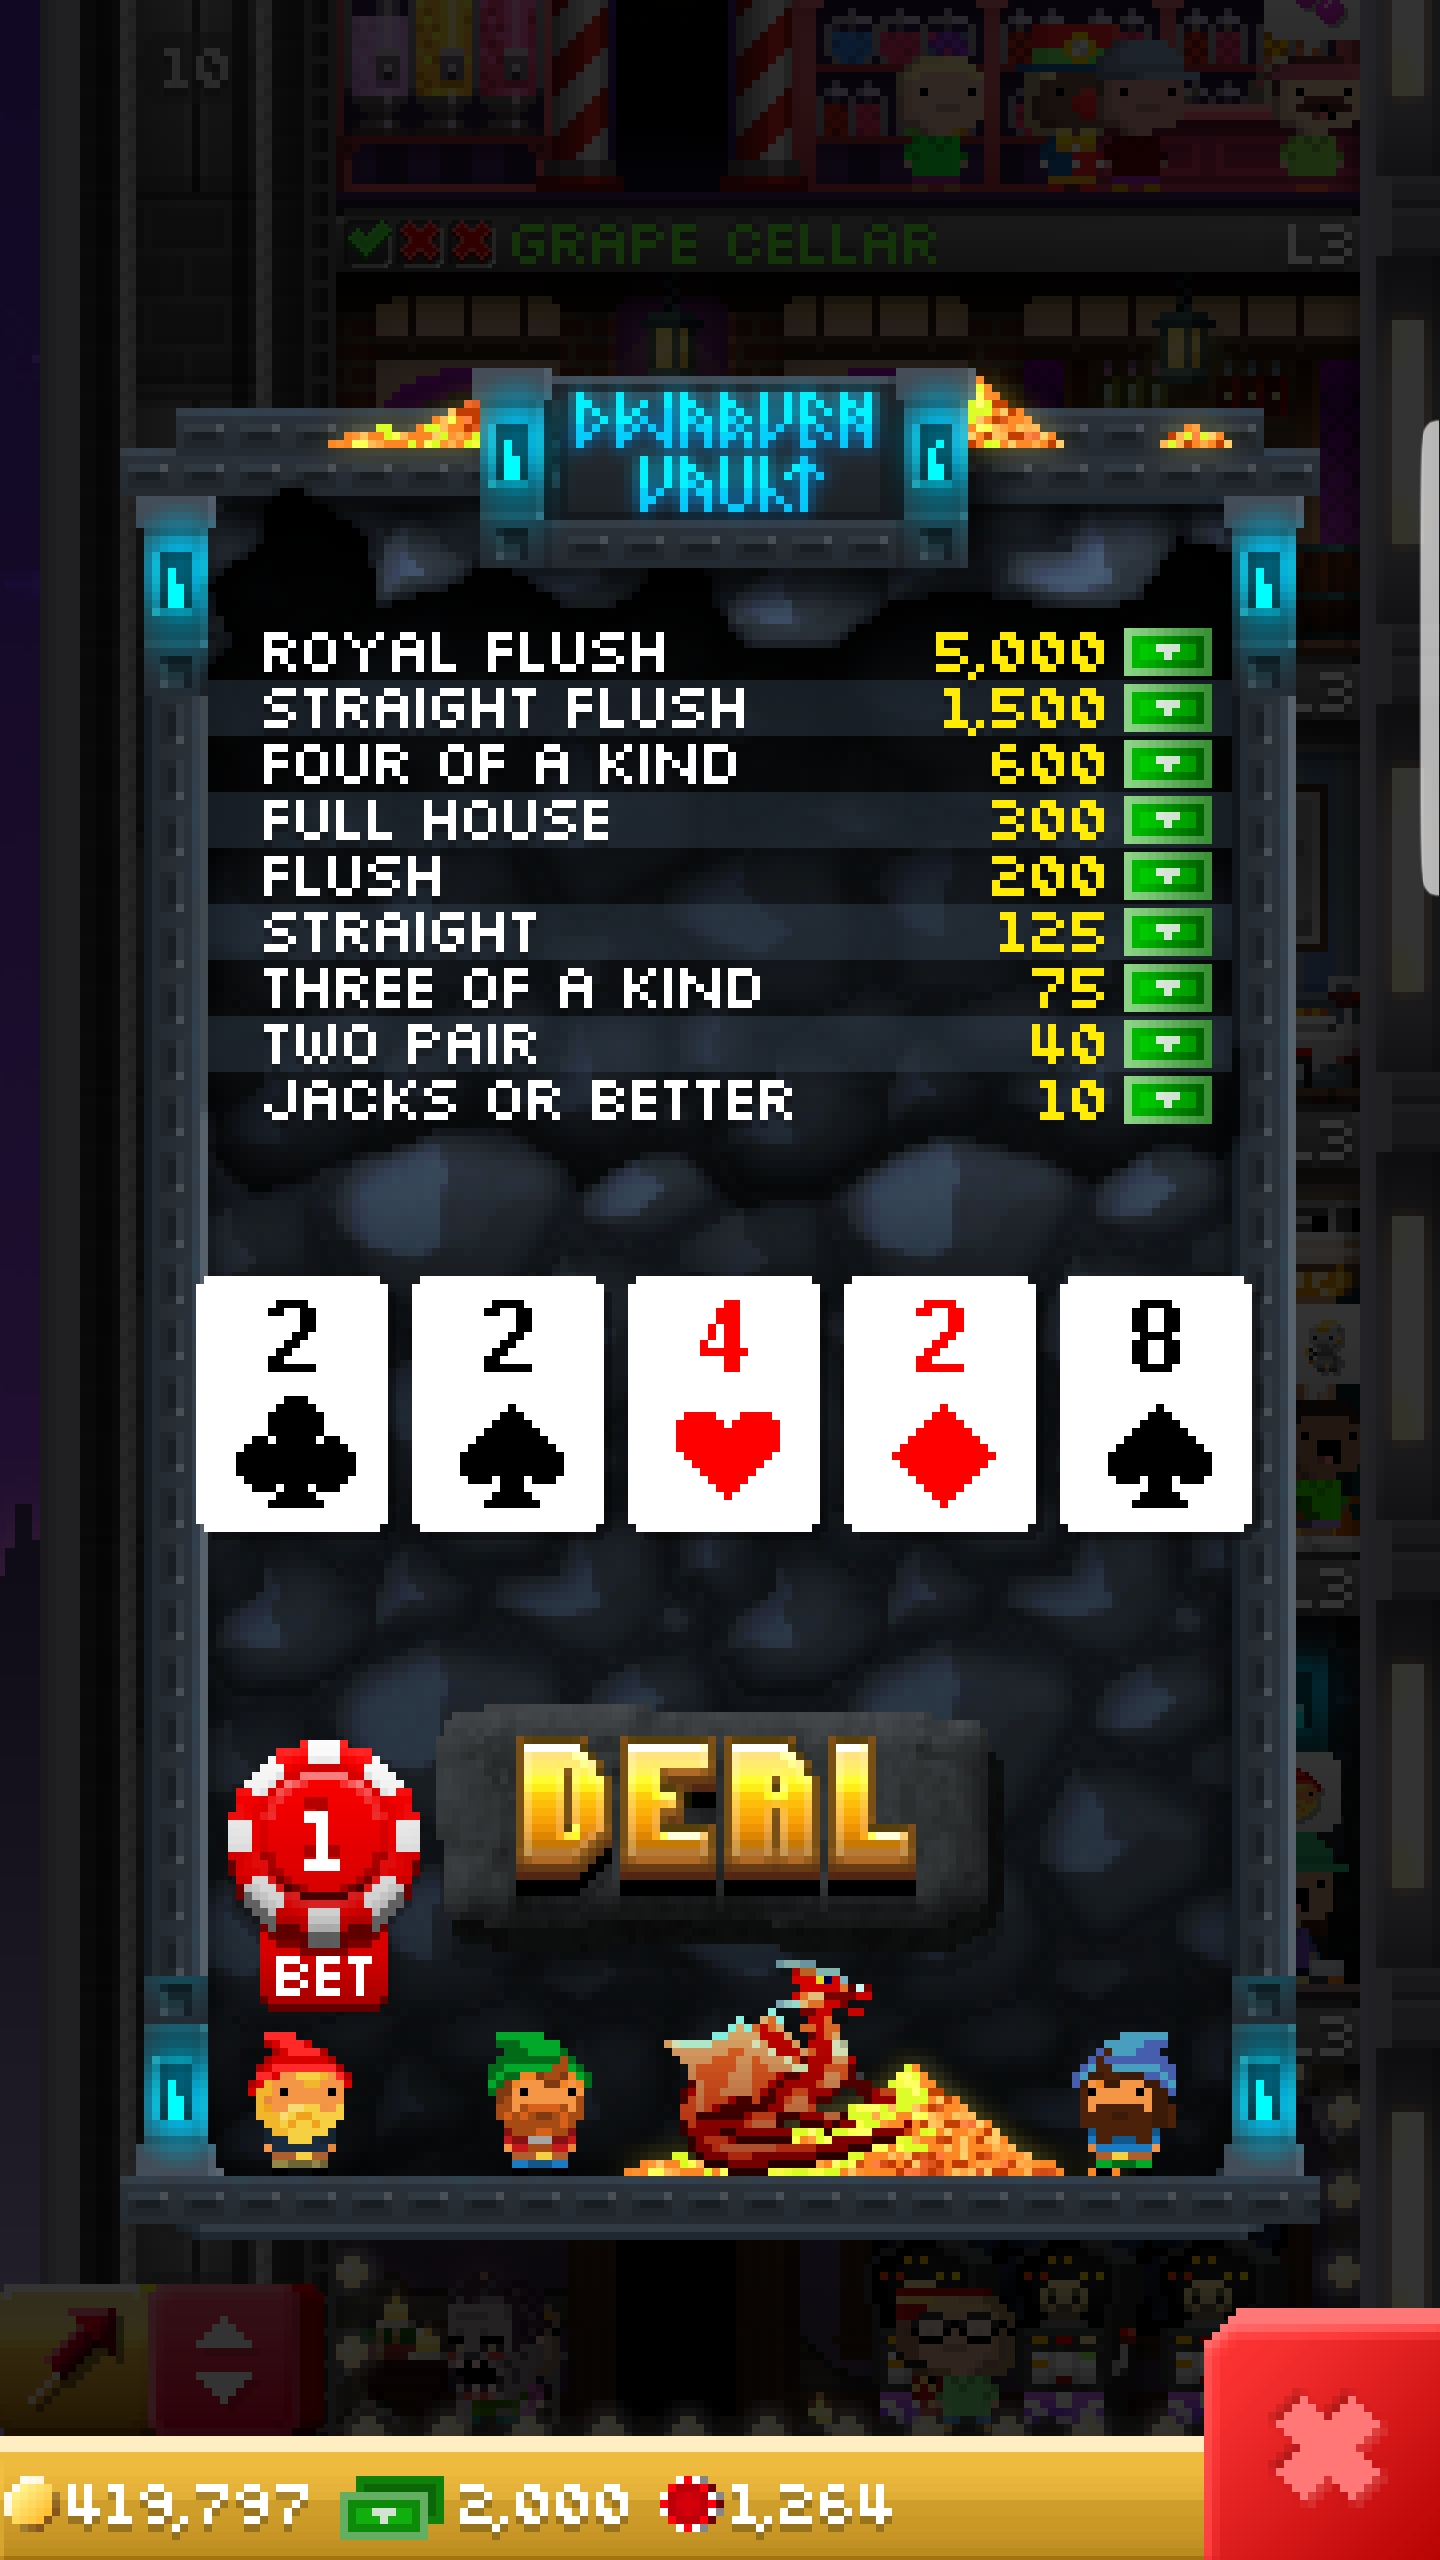 10
GRAPE CELLAR L3
DWARVEN
VAULT
ROYAL FLUSH 5,000
STRAIGHT FLUSH 1,500
FOUR OF A KIND 600
FULL HOUSE 300
FLUSH 200
STRAIGHT 125
THREE OF A KIND 75
TWO PAIR 40
JACKS OR BETTER 10
2 2 4 2 8
DEAL
1
BET
419,797 2,000 1,264